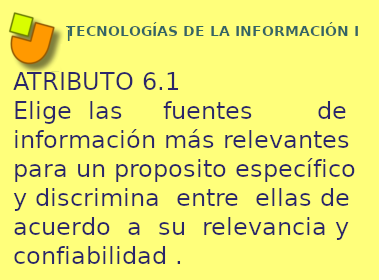 TECNOLOGÍAS DE LA INFORMACIÓN I
I
ATRIBUTO 6.1
Elige las fuentes de
información más relevantes
para un proposito específico
y discrimina entre ellas de
acuerdo a su relevancia y
confiabilidad .